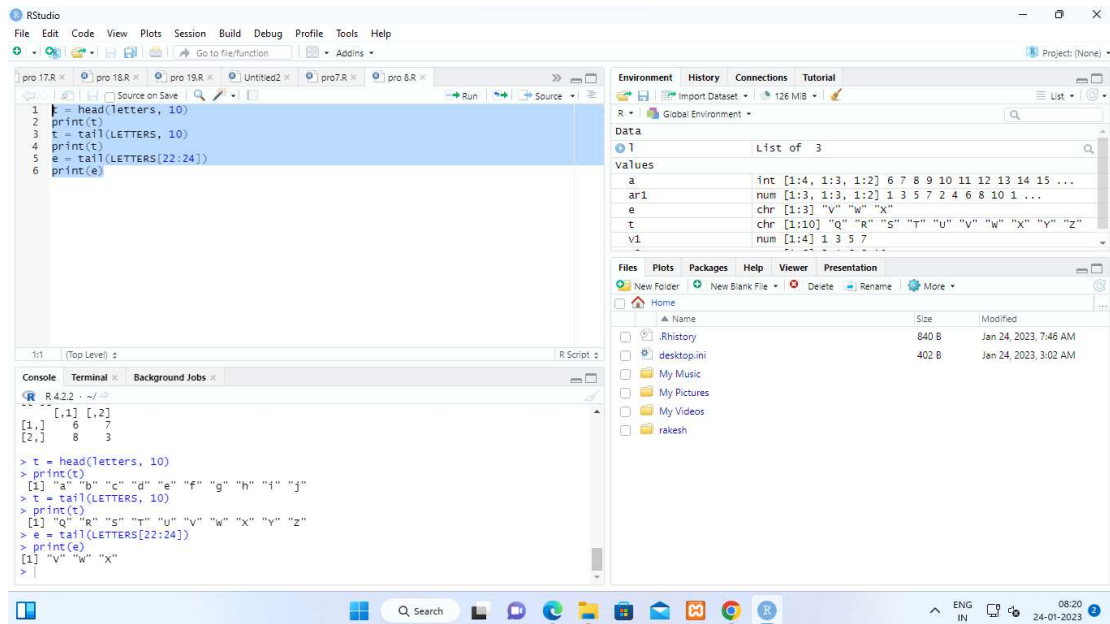 RStudio
File Edit Code View Plots Session Build Debug Profile Tools Help
Go to file/function Addins Project: (None)
pro 17.R pro 18.R pro 19.R Untitled2 pro7.R pro 8.R
Source on Save Run Source
1 t = head(letters, 10)
2 print(t)
3 t = tail(LETTERS, 10)
4 print(t)
5 e = tail(LETTERS[22:24])
6 print(e)
1:1 (Top Level) R Script
Console Terminal Background Jobs
R 4.2.2 · ~/
[,1] [,2]
[1,] 6 7
[2,] 8 3
> t = head(letters, 10)
> print(t)
[1] "a" "b" "c" "d" "e" "f" "g" "h" "i" "j"
> t = tail(LETTERS, 10)
> print(t)
[1] "Q" "R" "S" "T" "U" "V" "W" "X" "Y" "Z"
> e = tail(LETTERS[22:24])
> print(e)
[1] "V" "W" "X"
>
Environment History Connections Tutorial
Import Dataset 126 MiB List
R Global Environment
Data
l List of 3
Values
a int [1:4, 1:3, 1:2] 6 7 8 9 10 11 12 13 14 15 ...
ar1 num [1:3, 1:3, 1:2] 1 3 5 7 2 4 6 8 10 1 ...
e chr [1:3] "V" "W" "X"
t chr [1:10] "Q" "R" "S" "T" "U" "V" "W" "X" "Y" "Z"
v1 num [1:4] 1 3 5 7
Files Plots Packages Help Viewer Presentation
New Folder New Blank File Delete Rename More
Home
Name Size Modified
.Rhistory 840 B Jan 24, 2023, 7:46 AM
desktop.ini 402 B Jan 24, 2023, 3:02 AM
My Music
My Pictures
My Videos
rakesh
Search
ENG
IN
08:20
24-01-2023
2